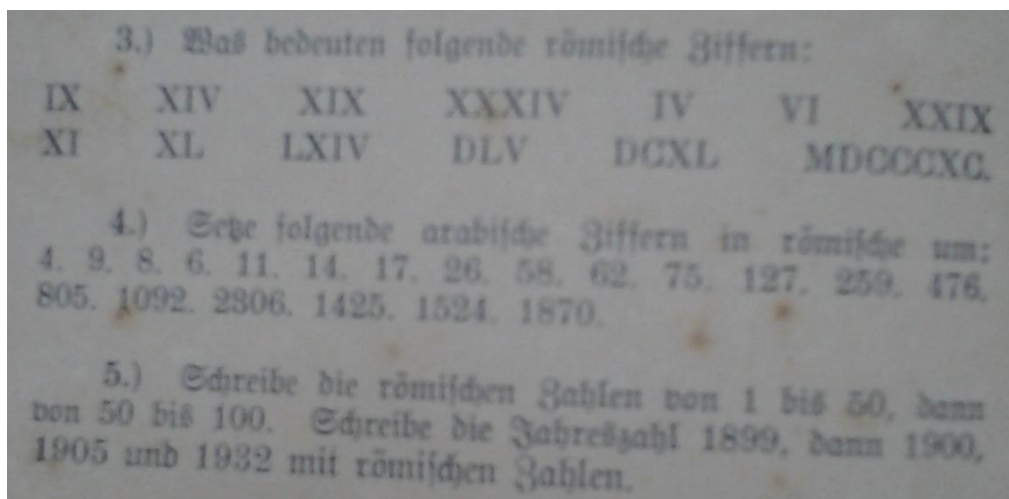 3.) Was bedeuten folgende römische Ziffern:
IX XIV XIX XXXIV IV VI XXIX
XI XL LXIV DLV DCXL MDCCCXC.
4.) Setze folgende arabische Ziffern in römische um:
4. 9. 8. 6. 11. 14. 17. 26. 58. 62. 75. 127. 259. 476.
805. 1092. 2306. 1425. 1524. 1870.
5.) Schreibe die römischen Zahlen von 1 bis 50, dann
von 50 bis 100. Schreibe die Jahreszahl 1899, dann 1900,
1905 und 1932 mit römischen Zahlen.